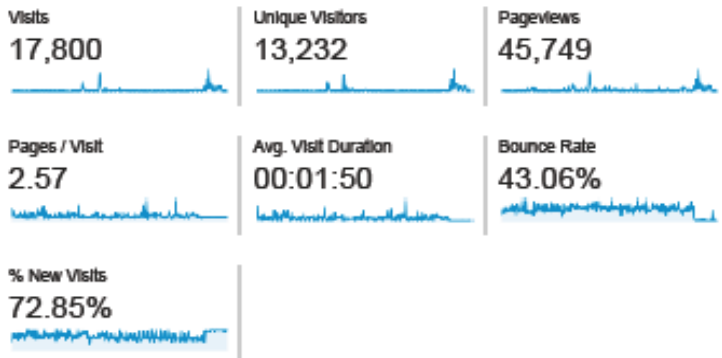 Visits
17,800
Unique Visitors
13,232
Pageviews
45,749
Pages / Visit
2.57
Avg. Visit Duration
00:01:50
Bounce Rate
43.06%
% New Visits
72.85%